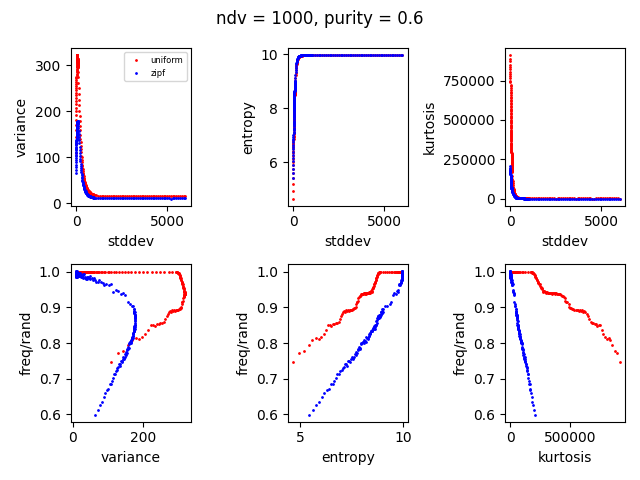 ndv = 1000, purity = 0.6
variance
300
200
100
0
uniform
zipf
0
5000
stddev
entropy
10
8
6
0
5000
stddev
kurtosis
750000
500000
250000
0
0
5000
stddev
freq/rand
1.0
0.9
0.8
0.7
0.6
0
200
variance
freq/rand
1.0
0.9
0.8
0.7
0.6
5
10
entropy
freq/rand
1.0
0.9
0.8
0.7
0.6
0
500000
kurtosis